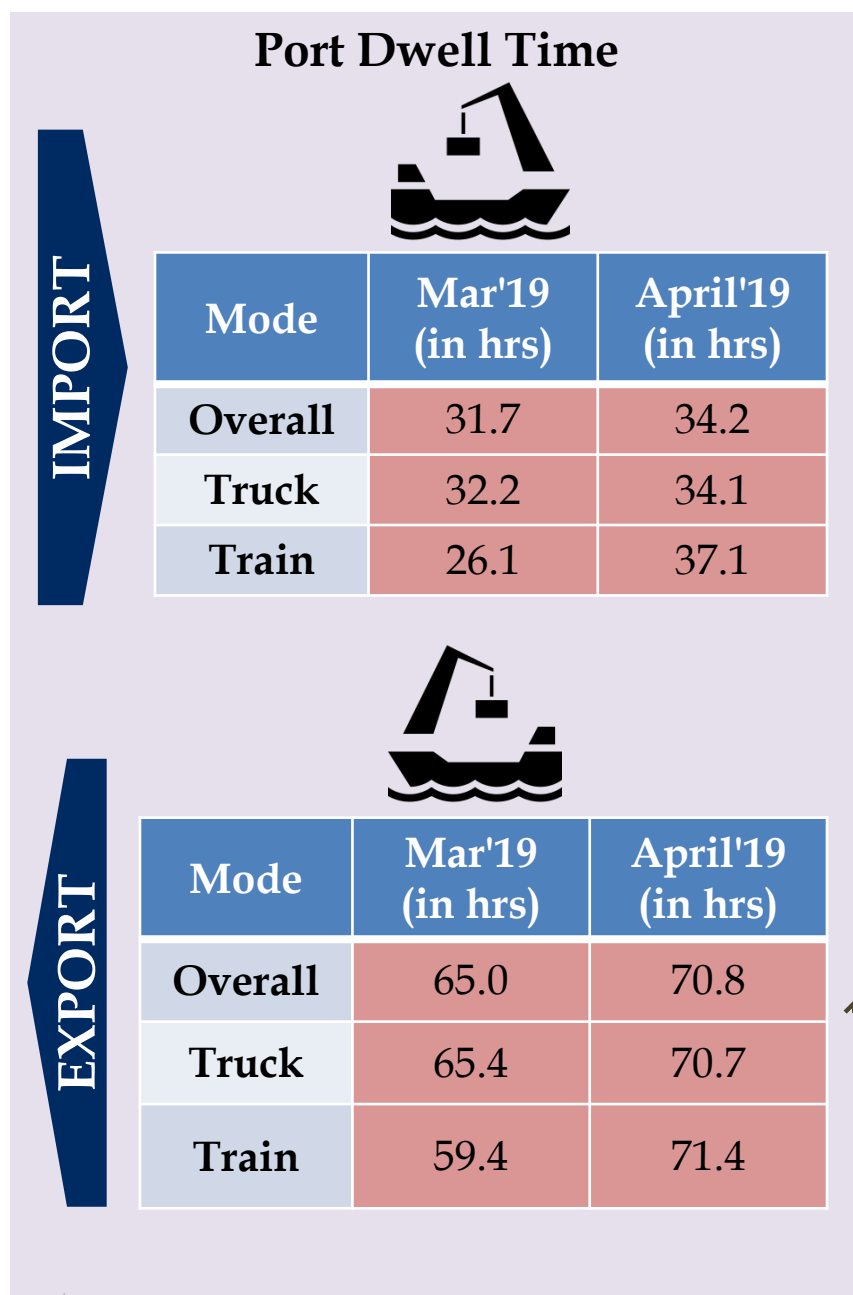 Port Dwell Time
IMPORT
Mode Mar'19 (in hrs) April'19 (in hrs)
Overall 31.7 34.2
Truck 32.2 34.1
Train 26.1 37.1
EXPORT
Mode Mar'19 (in hrs) April'19 (in hrs)
Overall 65.0 70.8
Truck 65.4 70.7
Train 59.4 71.4